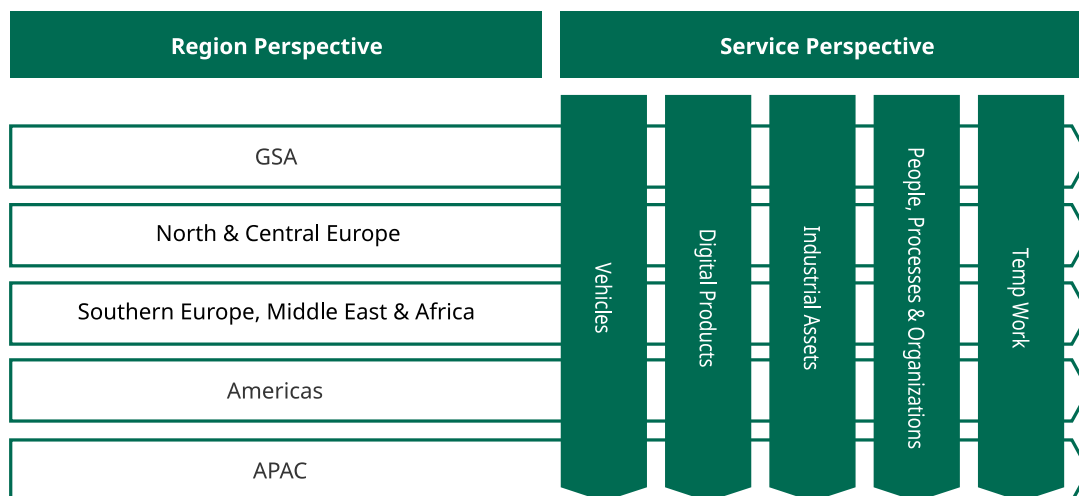 Region Perspective
Service Perspective
GSA
North & Central Europe
Southern Europe, Middle East & Africa
Americas
APAC
Vehicles
Digital Products
Industrial Assets
People, Processes & Organizations
Temp Work